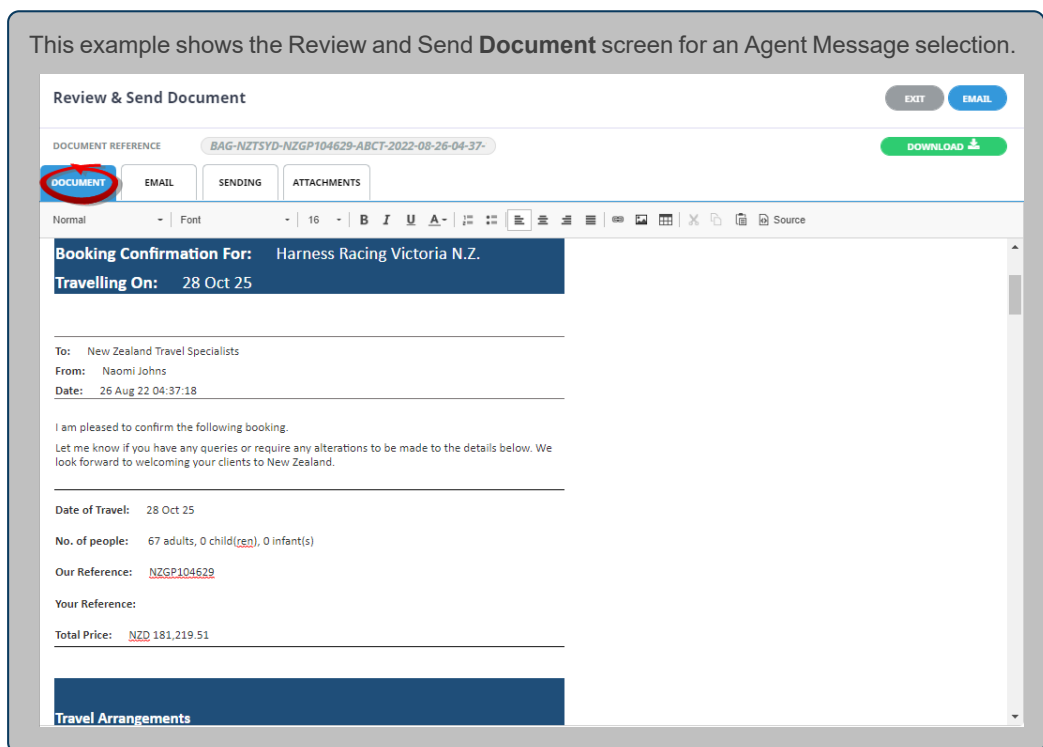 This example shows the Review and Send Document screen for an Agent Message selection.
Review & Send Document
EXIT
EMAIL
DOCUMENT REFERENCE
BAG-NZTSYD-NZGP104629-ABCT-2022-08-26-04-37-
DOWNLOAD
DOCUMENT
EMAIL
SENDING
ATTACHMENTS
Normal
Font
16
B I U A
Source
Booking Confirmation For: Harness Racing Victoria N.Z.
Travelling On: 28 Oct 25
To: New Zealand Travel Specialists
From: Naomi Johns
Date: 26 Aug 22 04:37:18
I am pleased to confirm the following booking.
Let me know if you have any queries or require any alterations to be made to the details below. We
look forward to welcoming your clients to New Zealand.
Date of Travel: 28 Oct 25
No. of people: 67 adults, 0 child(ren), 0 infant(s)
Our Reference: NZGP104629
Your Reference:
Total Price: NZD 181,219.51
Travel Arrangements